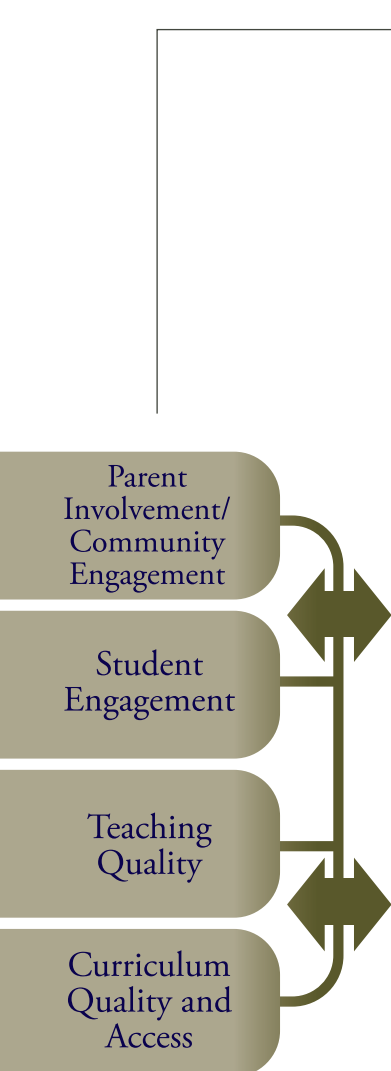 Parent
Involvement/
Community
Engagement
Student
Engagement
Teaching
Quality
Curriculum
Quality and
Access